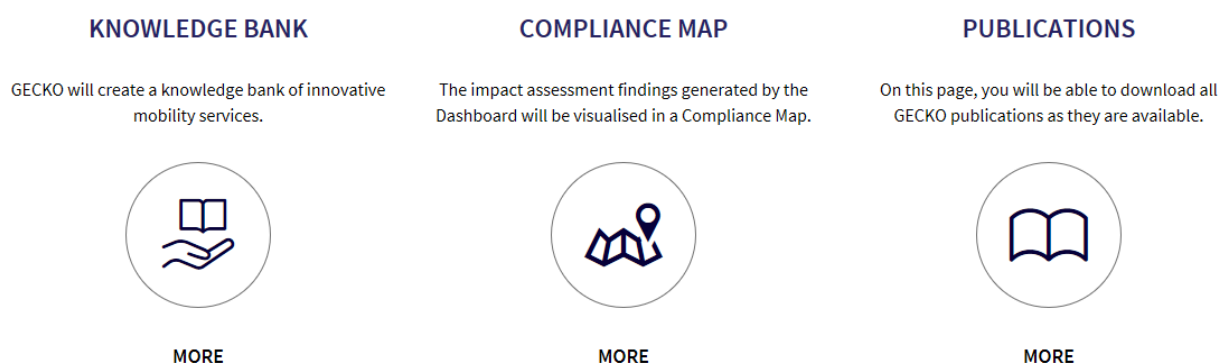 KNOWLEDGE BANK
GECKO will create a knowledge bank of innovative
mobility services.
MORE
COMPLIANCE MAP
The impact assessment findings generated by the
Dashboard will be visualised in a Compliance Map.
MORE
PUBLICATIONS
On this page, you will be able to download all
GECKO publications as they are available.
MORE